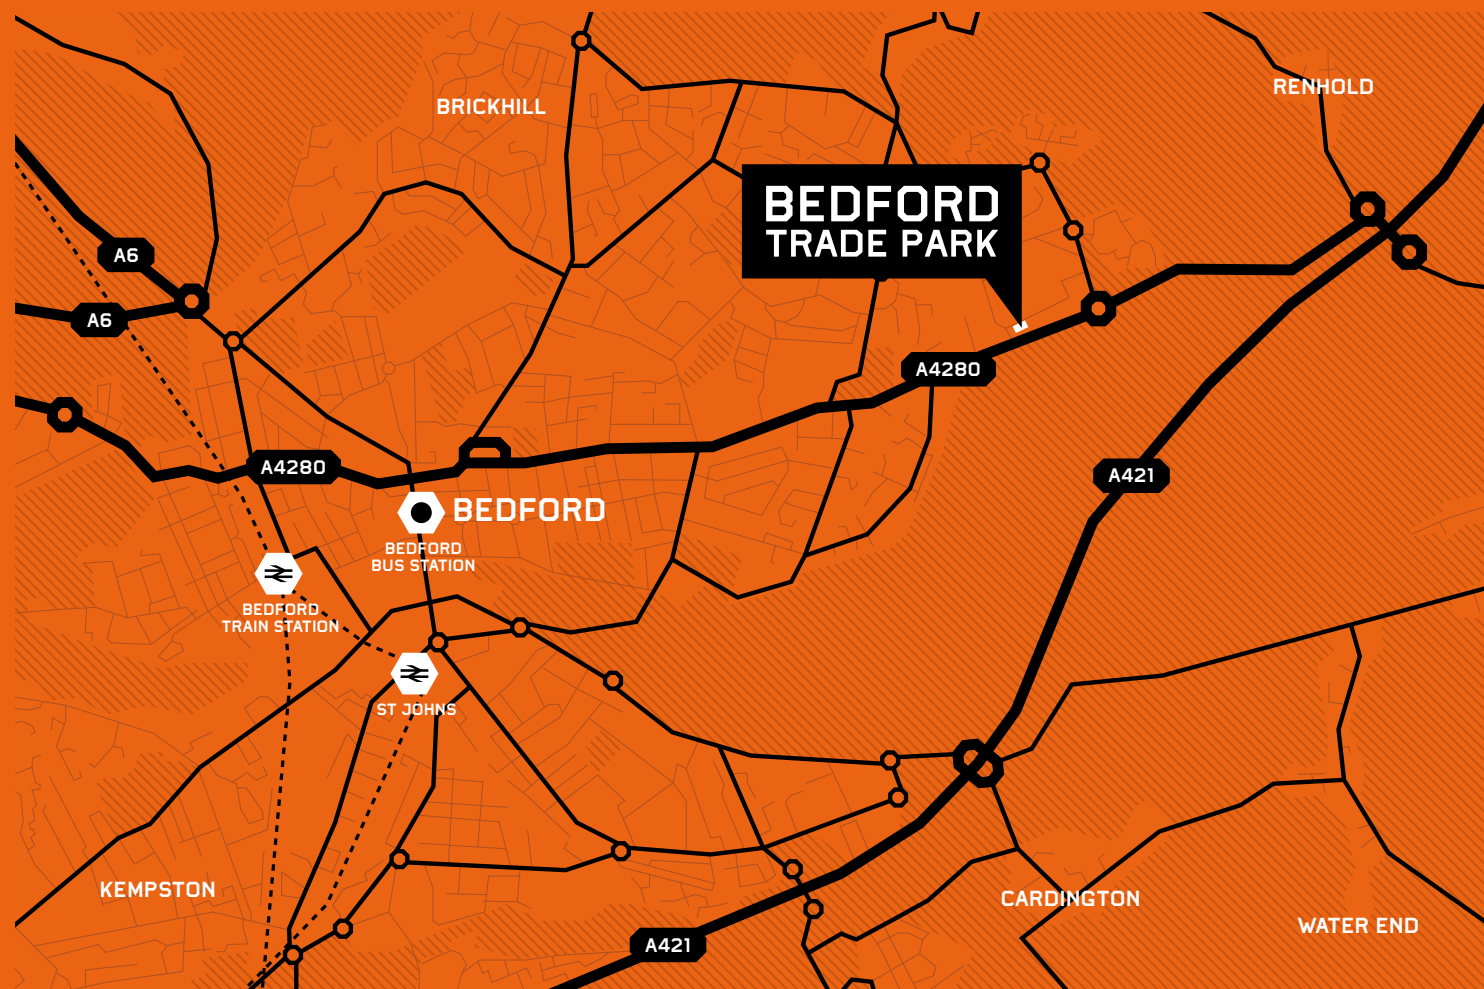 RENHOLD
BRICKHILL
BEDFORD
TRADE PARK
A6
A6
A4280
A4280
A421
BEDFORD
BEDFORD
BUS STATION
BEDFORD
TRAIN STATION
ST JOHNS
KEMPSTON
CARDINGTON
WATER END
A421